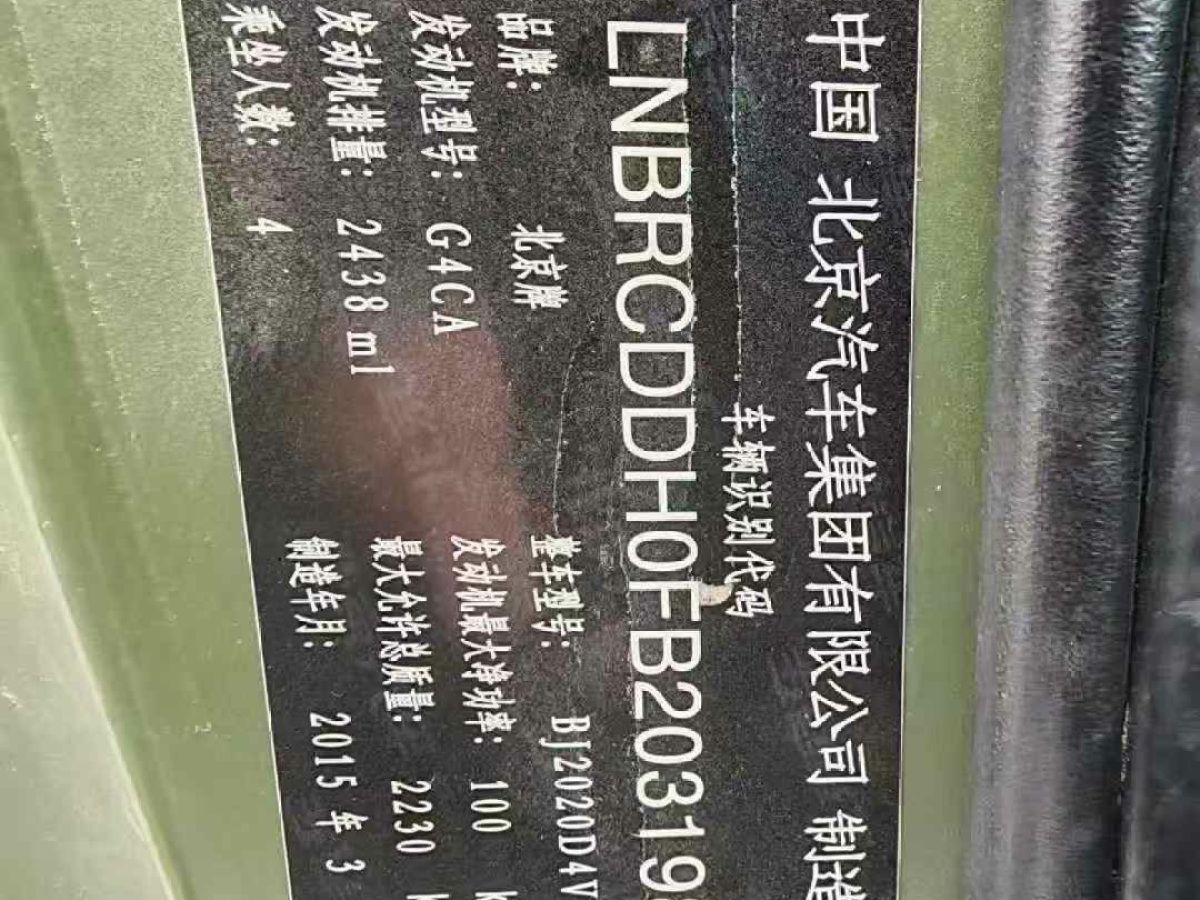 中国 北京汽车集团有限公司 制造
车辆识别代码
LNBRCDDH0FB20319
品牌: 北京牌 整车型号: BJ2020D4V
发动机型号: G4CA 发动机最大净功率: 100 k
发动机排量: 2438ml 最大允许总质量: 2230 K
乘坐人数: 4 制造年月: 2015 年 3